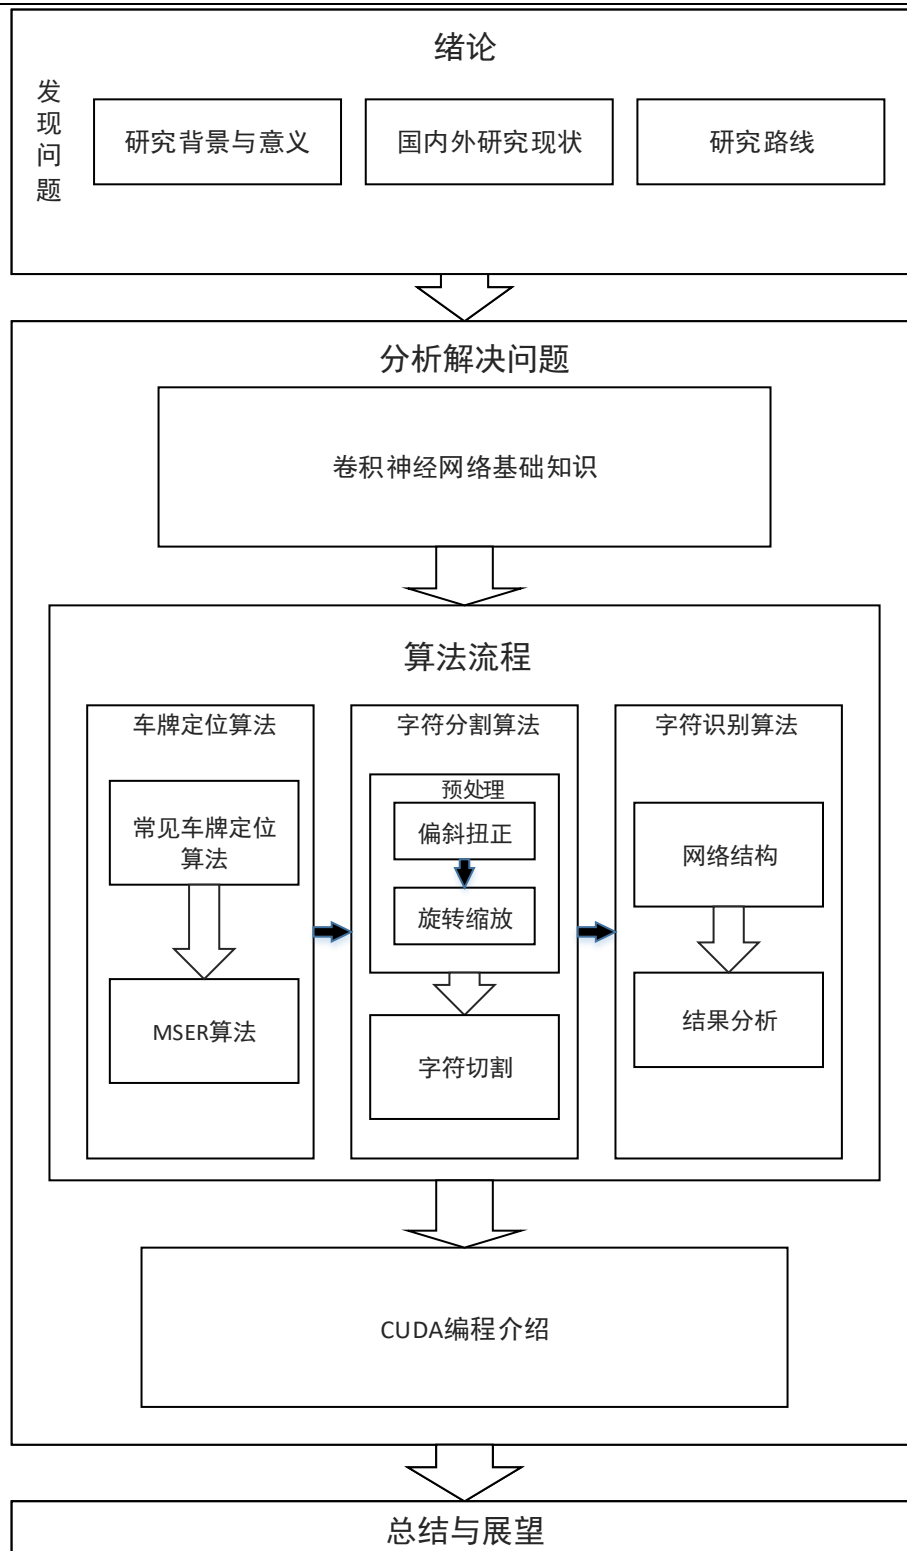 绪论
发
现
问
题
研究背景与意义
国内外研究现状
研究路线
分析解决问题
卷积神经网络基础知识
算法流程
车牌定位算法
常见车牌定位
算法
MSER算法
字符分割算法
预处理
偏斜扭正
旋转缩放
字符切割
字符识别算法
网络结构
结果分析
CUDA编程介绍
总结与展望